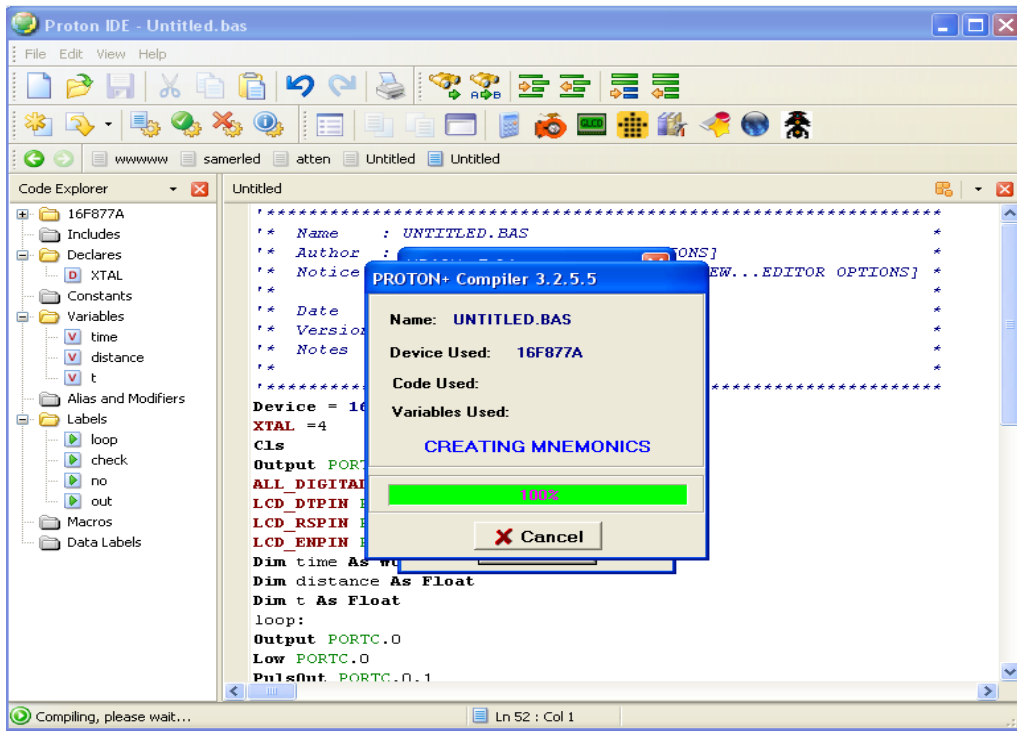 Proton IDE - Untitled.bas
File Edit View Help
A B
GLCD
wwwwww samerled atten Untitled Untitled
Code Explorer
16F877A
Includes
Declares
D XTAL
Constants
Variables
V time
V distance
V t
Alias and Modifiers
Labels
loop
check
no
out
Macros
Data Labels
Untitled
'****************************************************************
'* Name : UNTITLED.BAS *
'* Author : ONS] *
'* Notice EW...EDITOR OPTIONS] *
'* *
'* Date *
'* Version *
'* Notes *
'* *
'****************************************************************
Device = 16
XTAL =4
Cls
Output PORT
ALL_DIGITAL
LCD_DTPIN
LCD_RSPIN
LCD_ENPIN
Dim time As Wo
Dim distance As Float
Dim t As Float
loop:
Output PORTC.0
Low PORTC.0
PulsOut PORTC.0,1
PROTON+ Compiler 3.2.5.5
Name: UNTITLED.BAS
Device Used: 16F877A
Code Used:
Variables Used:
CREATING MNEMONICS
100%
Cancel
Compiling, please wait...
Ln 52 : Col 1